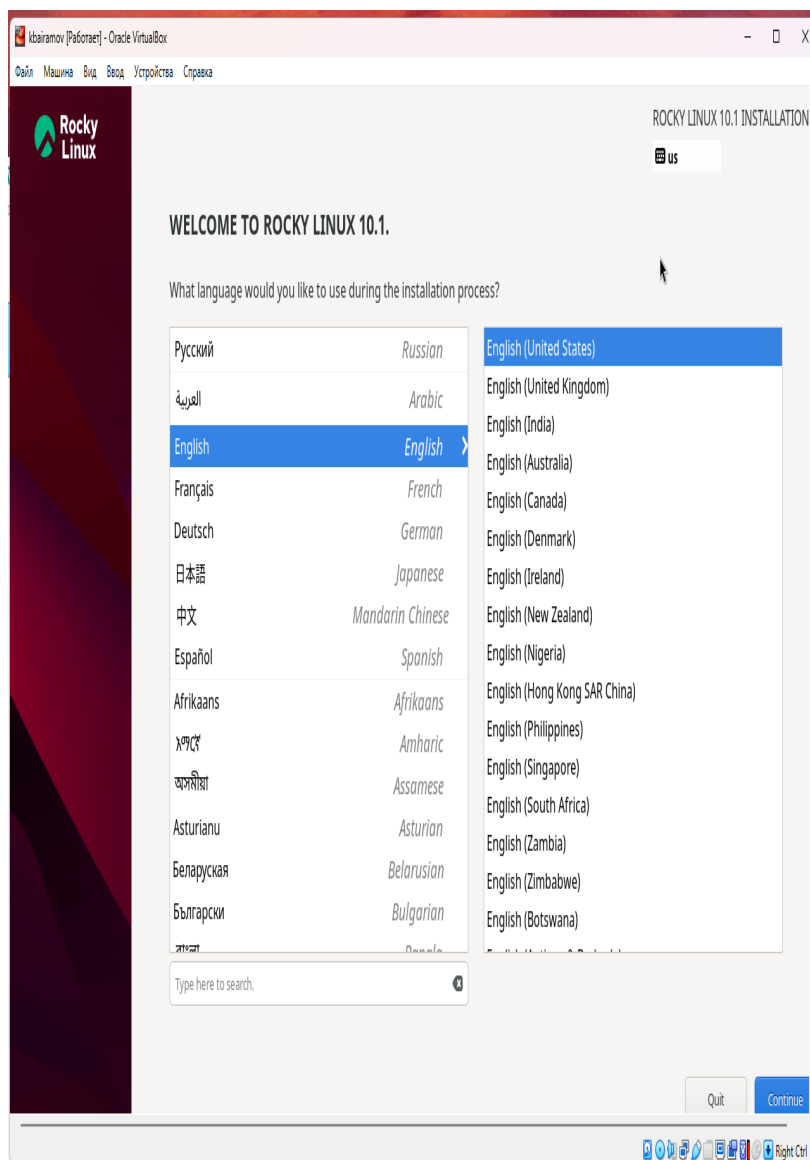 kbairamov [Работает] - Oracle VirtualBox
Файл Машина Вид Ввод Устройства Справка
Rocky
Linux
ROCKY LINUX 10.1 INSTALLATION
us
WELCOME TO ROCKY LINUX 10.1.
What language would you like to use during the installation process?
Русский Russian
العربية Arabic
English English
Français French
Deutsch German
日本語 Japanese
中文 Mandarin Chinese
Español Spanish
Afrikaans Afrikaans
አማርኛ Amharic
অসমীয়া Assamese
Asturianu Asturian
Беларуская Belarusian
Български Bulgarian
English (United States)
English (United Kingdom)
English (India)
English (Australia)
English (Canada)
English (Denmark)
English (Ireland)
English (New Zealand)
English (Nigeria)
English (Hong Kong SAR China)
English (Philippines)
English (Singapore)
English (South Africa)
English (Zambia)
English (Zimbabwe)
English (Botswana)
Type here to search.
Quit Continue
Right Ctrl